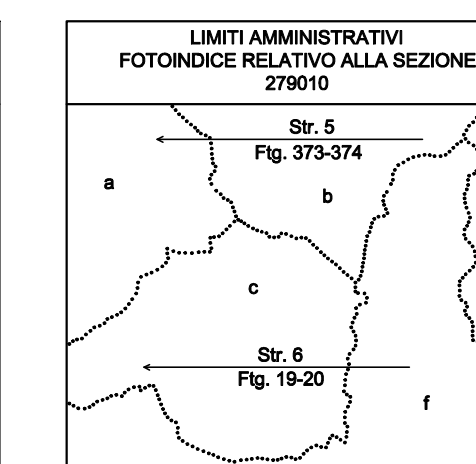 LIMITI AMMINISTRATIVI
FOTOINDICE RELATIVO ALLA SEZIONE
279010
Str. 5
Ftg. 373-374
a
b
c
Str. 6
Ftg. 19-20
f